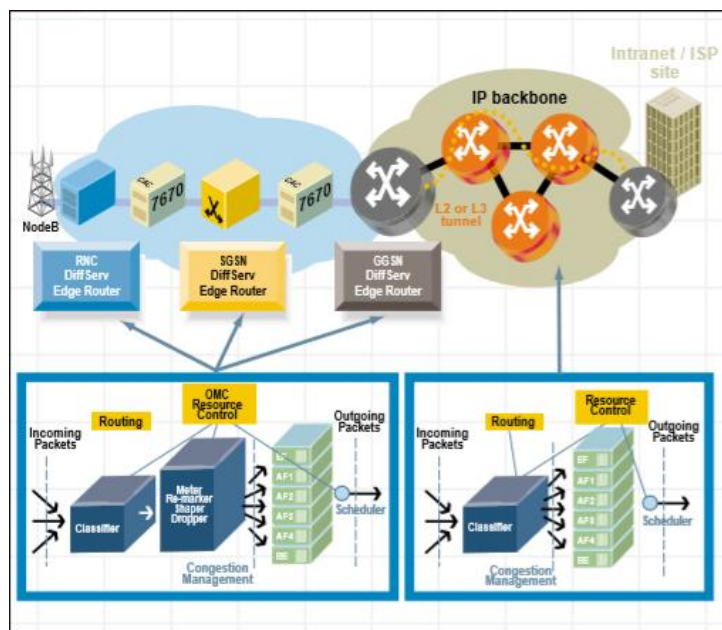 Intranet / ISP
site
IP backbone
CAC
7670
CAC
7670
L2 or L3
tunnel
NodeB
RNC
DiffServ
Edge Router
SGSN
DiffServ
Edge Router
GGSN
DiffServ
Edge Router
OMC
Resource
Control
Routing
Incoming
Packets
Outgoing
Packets
Classifier
Meter
Re-marker
Shaper
Dropper
EF
AF1
AF2
AF3
AF4
BE
Scheduler
Congestion
Management
Resource
Control
Routing
Incoming
Packets
Outgoing
Packets
Classifier
EF
AF1
AF2
AF3
AF4
BE
Scheduler
Congestion
Management